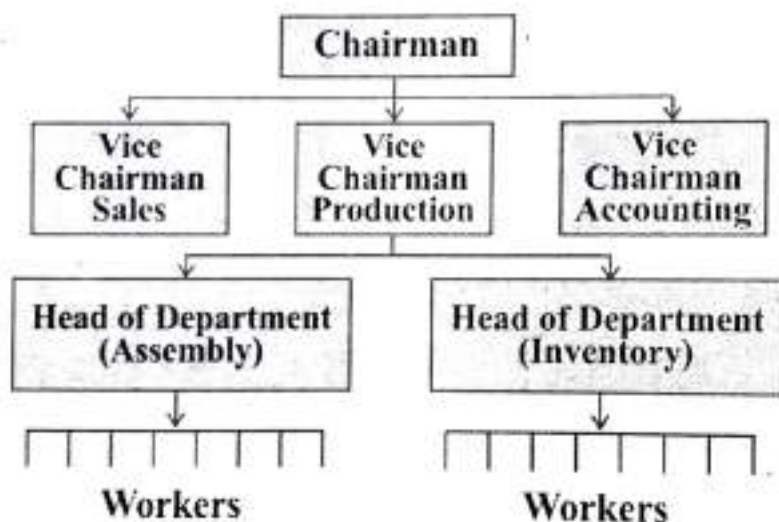 Chairman
Vice
Chairman
Sales
Vice
Chairman
Production
Vice
Chairman
Accounting
Head of Department
(Assembly)
Head of Department
(Inventory)
Workers
Workers